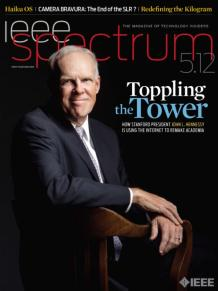 Haiku OS | CAMERA BRAVURA: The End of the SLR ? | Redefining the Kilogram
ieee
THE MAGAZINE OF TECHNOLOGY INSIDERS
spectrum
5.12
Toppling
the Tower
HOW STANFORD PRESIDENT JOHN L. HENNESSY
IS USING THE INTERNET TO REMAKE ACADEMIA
IEEE